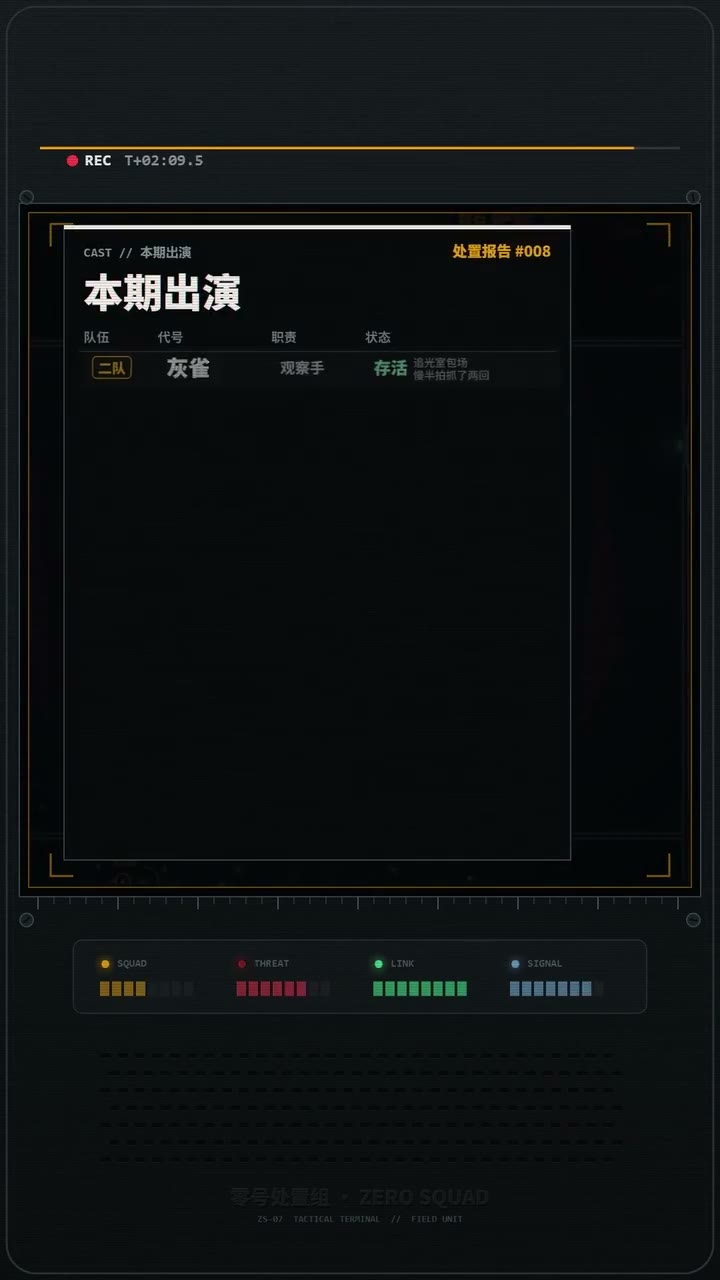 REC T+02:09.5
CAST // 本期出演 处置报告 #008
本期出演
队伍 代号 职责 状态
二队 灰雀 观察手 存活 追光室包场
慢半拍抓了两回
SQUAD THREAT LINK SIGNAL
零号处置组 · ZERO SQUAD
ZS-07 TACTICAL TERMINAL // FIELD UNIT